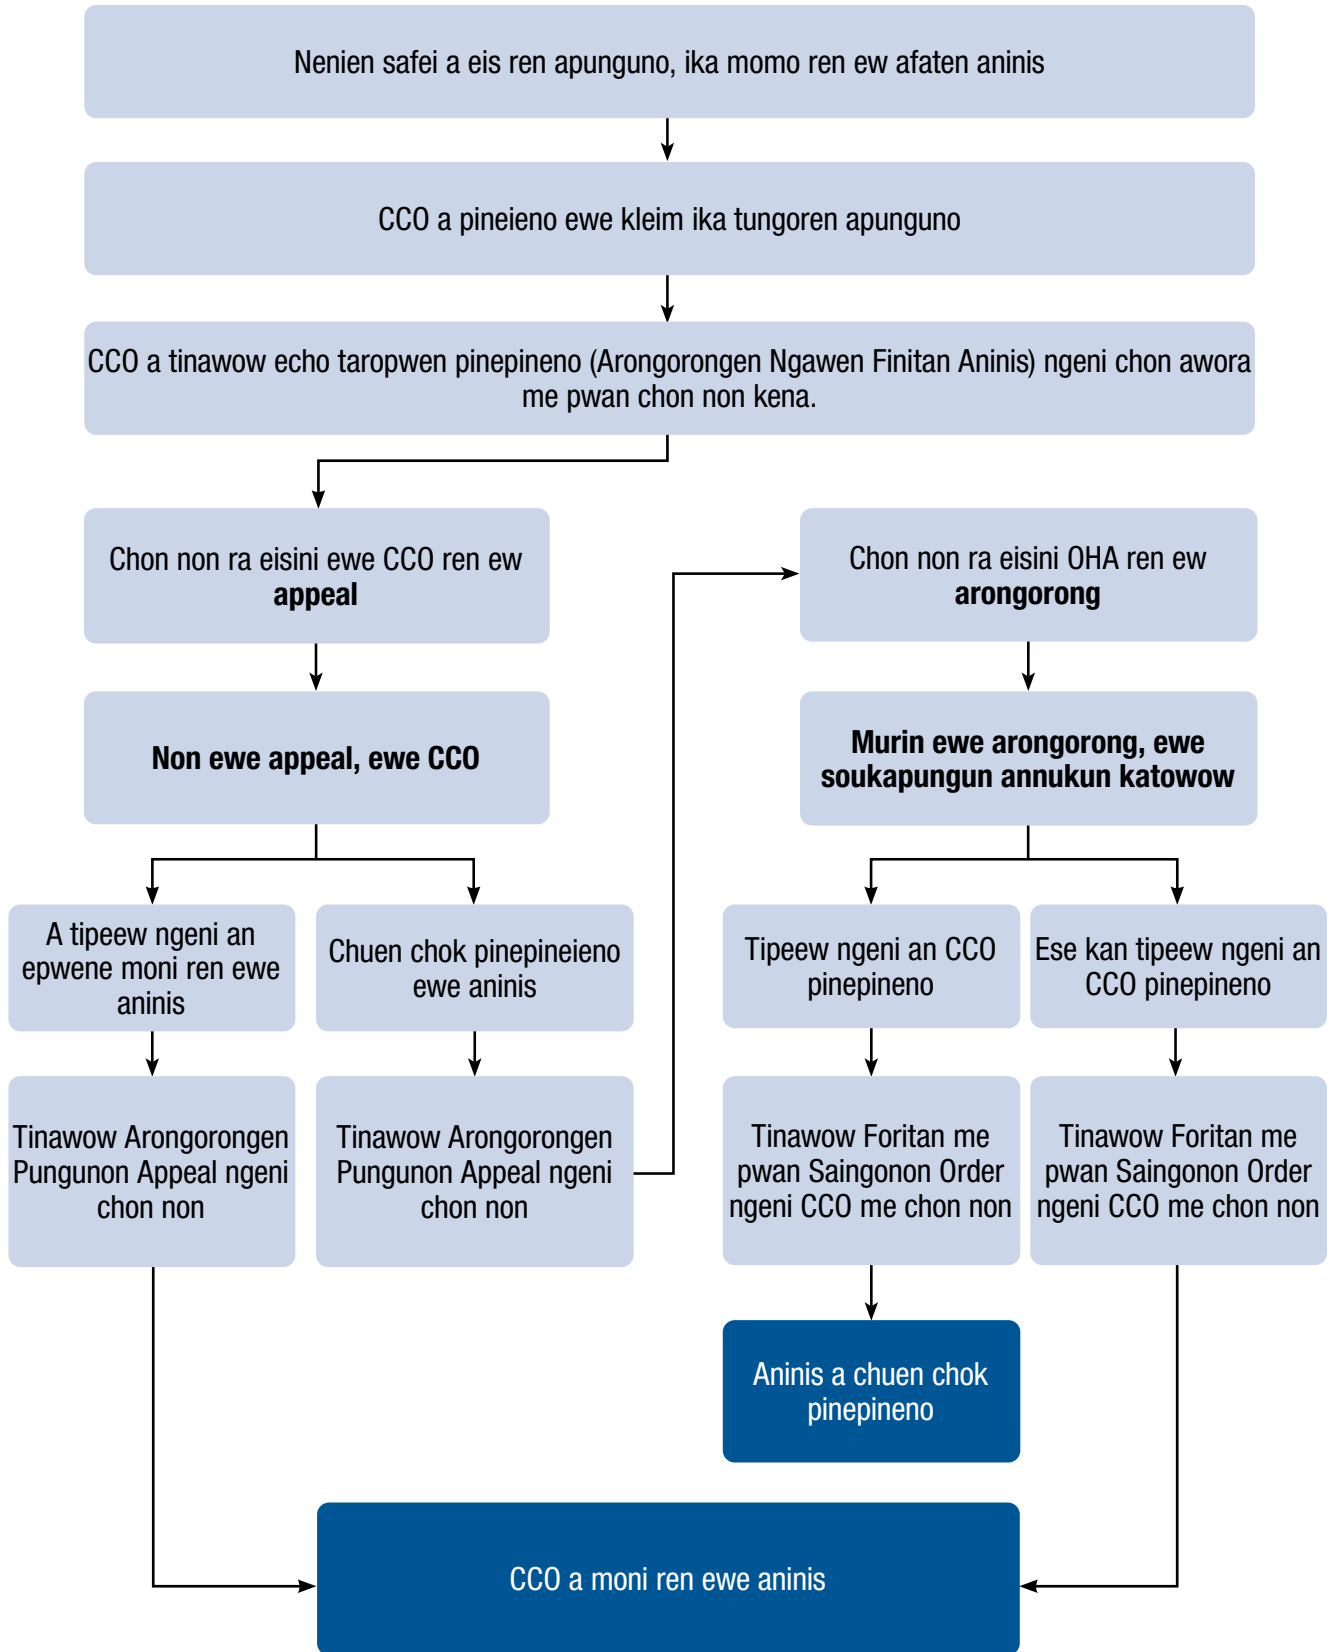 Nenien safei a eis ren apunguno, ika momo ren ew afaten aninis
CCO a pineieno ewe kleim ika tungoren apunguno
CCO a tinawow echo taropwen pinepineno (Arongorongen Ngawen Finitan Aninis) ngeni chon awora
me pwan chon non kena.
Chon non ra eisini ewe CCO ren ew
appeal
Non ewe appeal, ewe CCO
A tipeew ngeni an
epwene moni ren ewe
aninis
Chuen chok pinepineieno
ewe aninis
Tinawow Arongorongen
Pungunon Appeal ngeni
chon non
Tinawow Arongorongen
Pungunon Appeal ngeni
chon non
Chon non ra eisini OHA ren ew
arongorong
Murin ewe arongorong, ewe
soukapungun annukun katowow
Tipeew ngeni an CCO
pinepineno
Ese kan tipeew ngeni an
CCO pinepineno
Tinawow Foritan me
pwan Saingonon Order
ngeni CCO me chon non
Tinawow Foritan me
pwan Saingonon Order
ngeni CCO me chon non
Aninis a chuen chok
pinepineno
CCO a moni ren ewe aninis